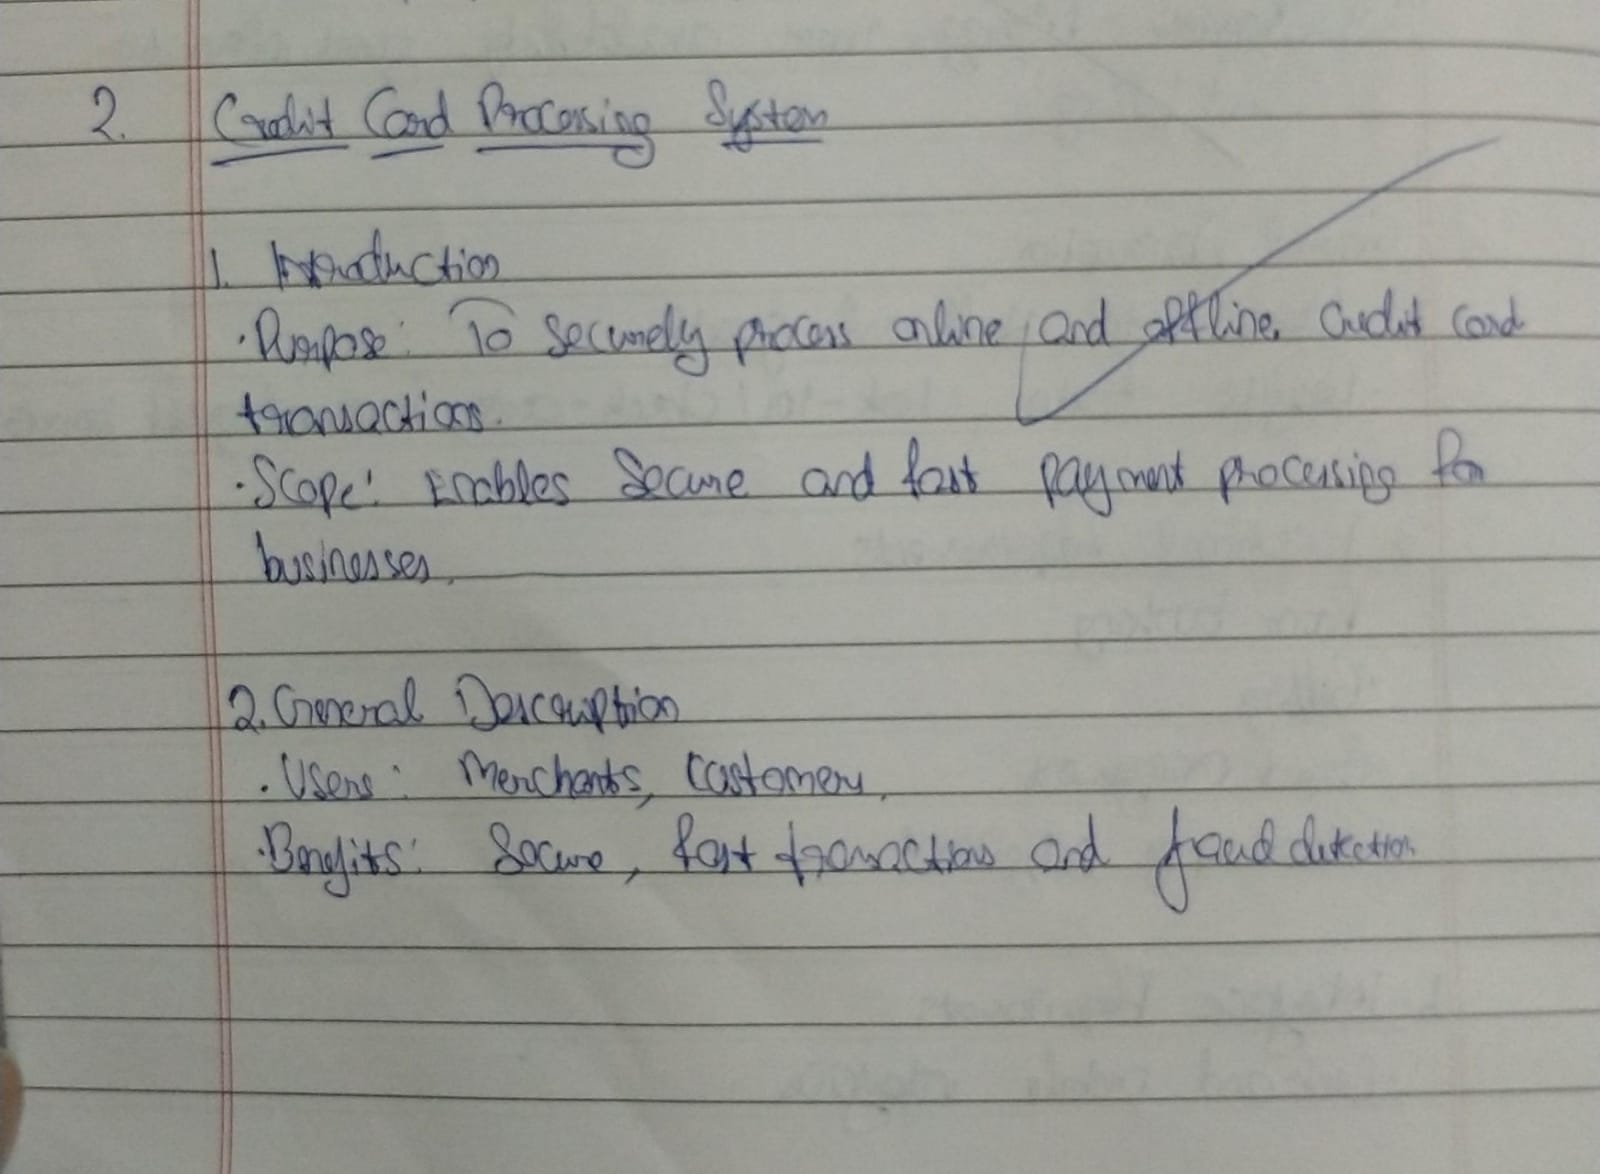 2. Credit Card Processing System
1. Introduction
· Purpose: To securely process online and offline credit card
transactions.
· Scope: Enables Secure and fast payment processing for
businesses.
2. General Description
· Users: Merchants, Customers.
· Benefits: Secure, fast transactions and fraud detection